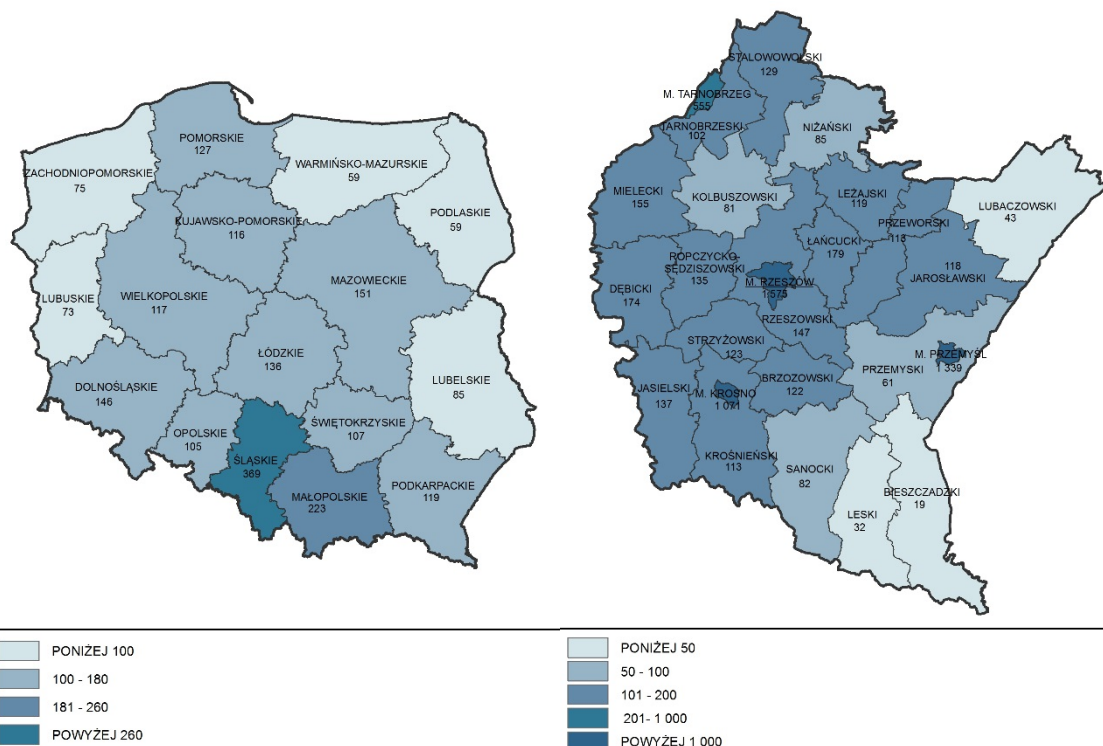 POMORSKIE
127
ZACHODNIOPOMORSKIE
75
WARMIŃSKO-MAZURSKIE
59
PODLASKIE
59
KUJAWSKO-POMORSKIE
116
MAZOWIECKIE
151
LUBUSKIE
73
WIELKOPOLSKIE
117
ŁÓDZKIE
136
LUBELSKIE
85
DOLNOŚLĄSKIE
146
OPOLSKIE
105
ŚWIĘTOKRZYSKIE
107
ŚLĄSKIE
369
MAŁOPOLSKIE
223
PODKARPACKIE
119
PONIŻEJ 100
100 - 180
181 - 260
POWYŻEJ 260
STALOWOWOLSKI
129
M. TARNOBRZEG
555
TARNOBRZESKI
102
NIŻAŃSKI
85
MIELECKI
155
KOLBUSZOWSKI
81
LEŻAJSKI
119
LUBACZOWSKI
43
PRZEWORSKI
113
ŁAŃCUCKI
179
ROPCZYCKO-
SĘDZISZOWSKI
135
118
JAROSŁAWSKI
DĘBICKI
174
M. RZESZÓW
1 575
RZESZOWSKI
147
STRZYŻOWSKI
123
M. PRZEMYŚL
1 339
PRZEMYSKI
61
JASIELSKI
137
M. KROSNO
1 071
BRZOZOWSKI
122
KROŚNIEŃSKI
113
SANOCKI
82
BIESZCZADZKI
19
LESKI
32
PONIŻEJ 50
50 - 100
101 - 200
201- 1 000
POWYŻEJ 1 000